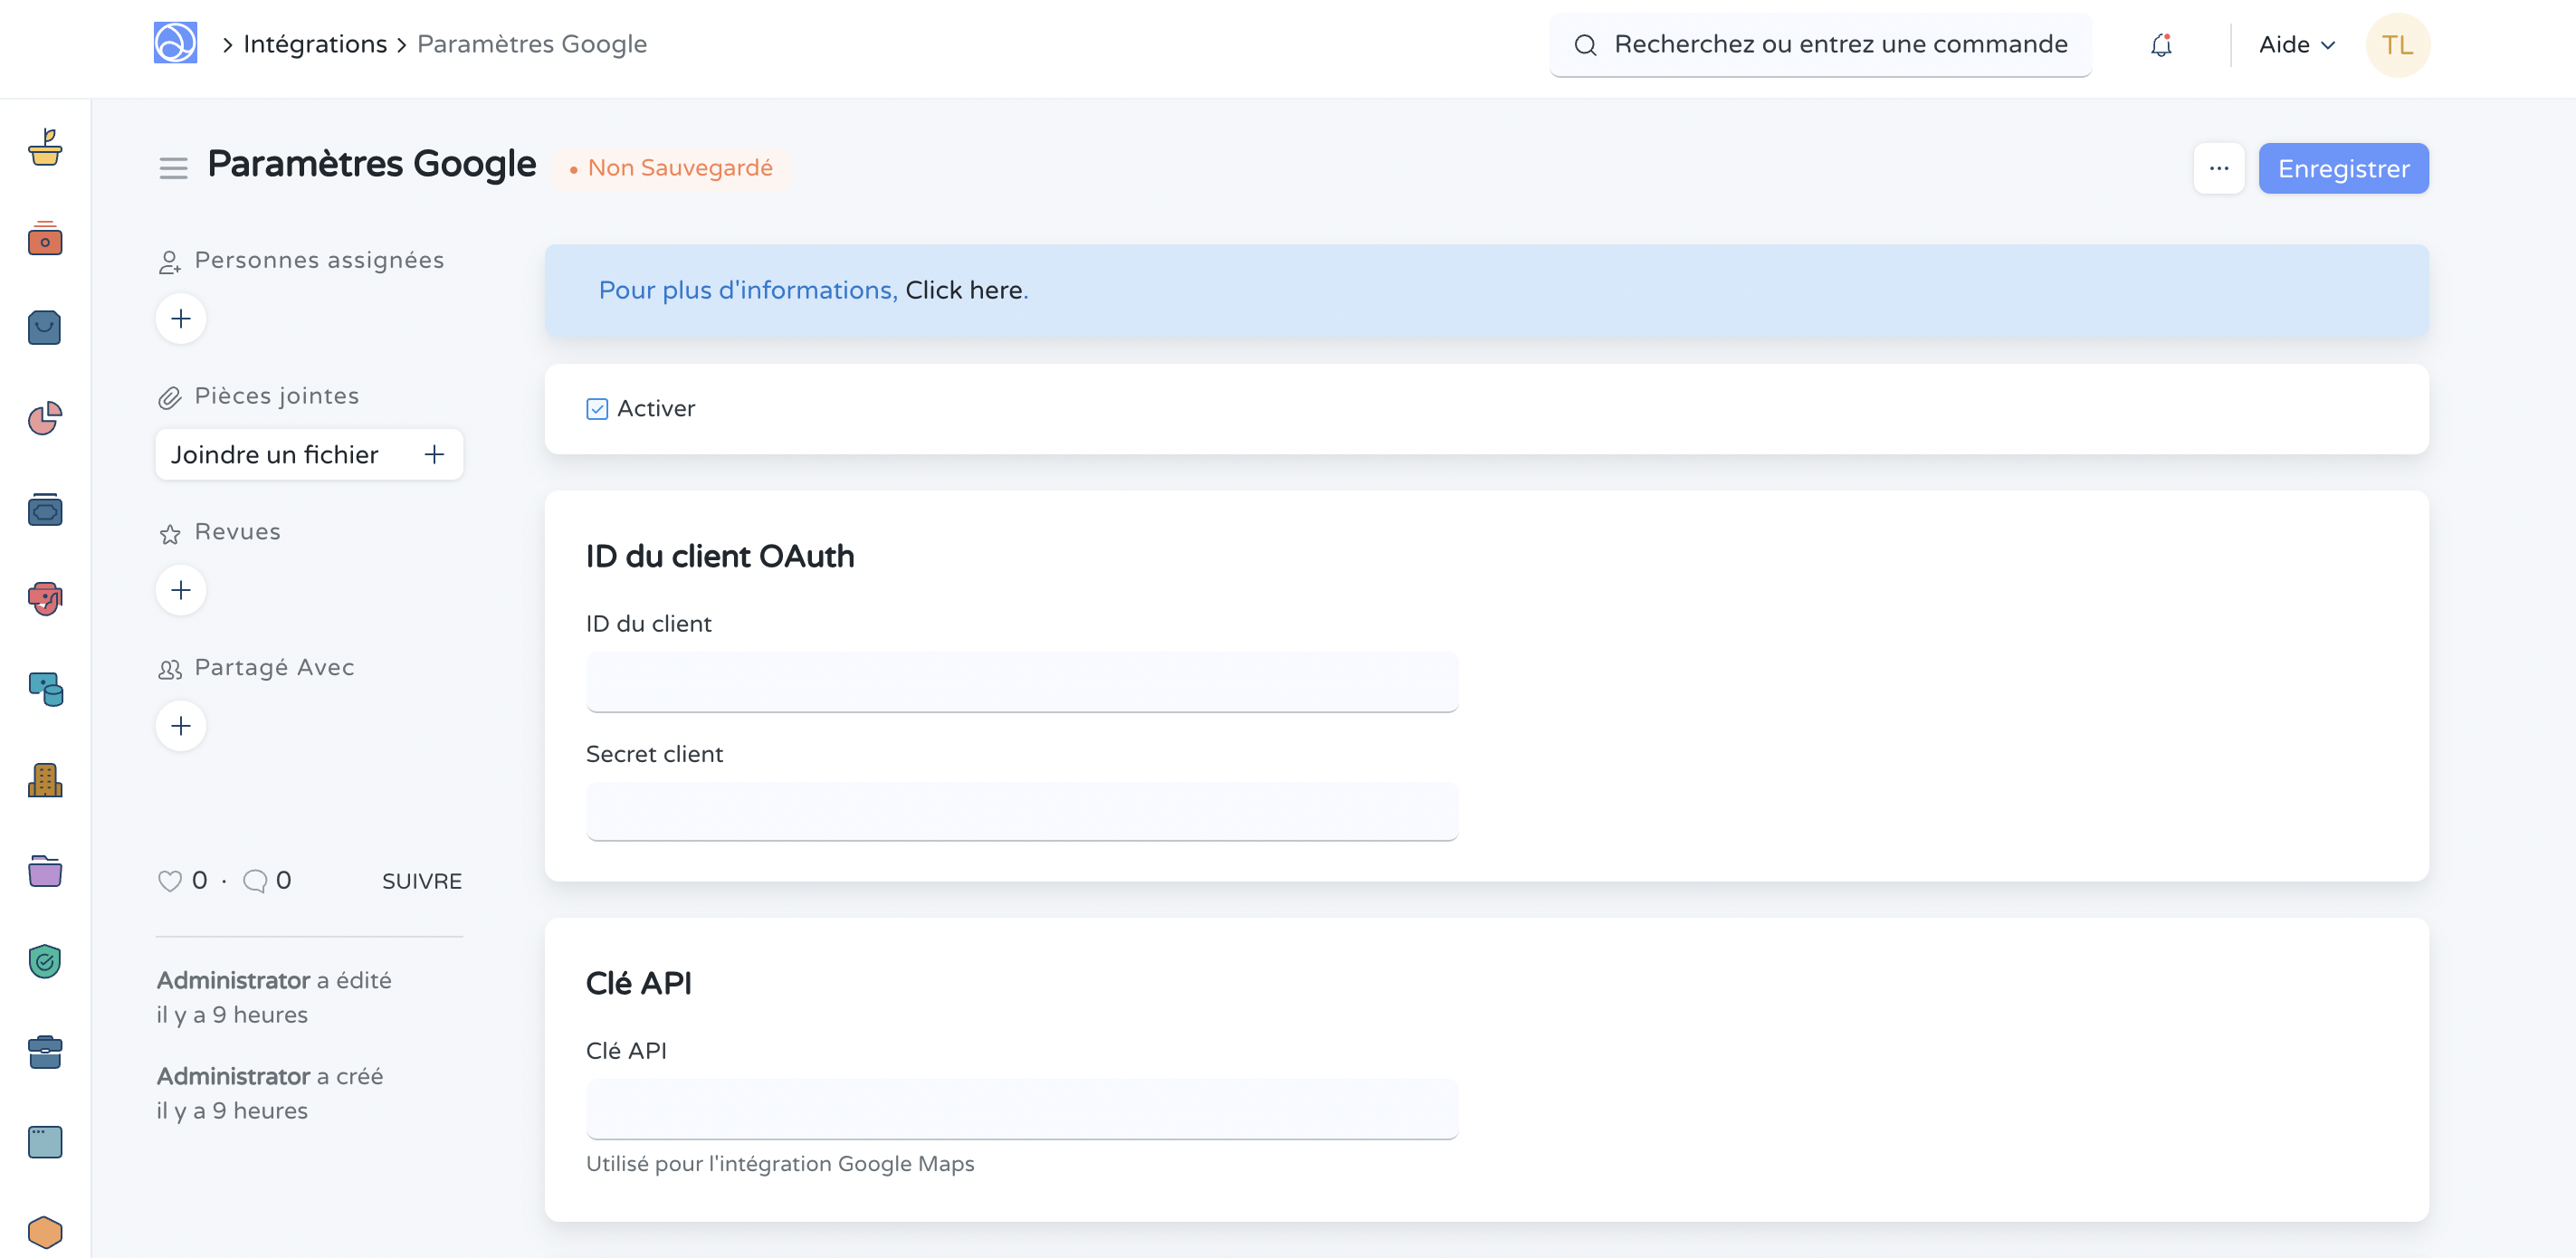 Intégrations
Paramètres Google
Recherchez ou entrez une commande
Aide
TL
Paramètres Google
Non Sauvegardé
...
Enregistrer
Personnes assignées
Pièces jointes
Joindre un fichier
Revues
Partagé Avec
0 · 0
SUIVRE
Administrator a édité
il y a 9 heures
Administrator a créé
il y a 9 heures
Pour plus d'informations, Click here.
Activer
ID du client OAuth
ID du client
Secret client
Clé API
Clé API
Utilisé pour l'intégration Google Maps